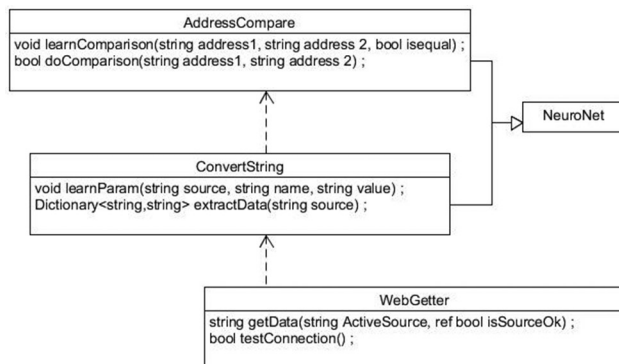 AddressCompare
void learnComparison(string address1, string address 2, bool isequal) ;
bool doComparison(string address1, string address 2) ;
NeuroNet
ConvertString
void learnParam(string source, string name, string value) ;
Dictionary<string,string> extractData(string source) ;
WebGetter
string getData(string ActiveSource, ref bool isSourceOk) ;
bool testConnection() ;